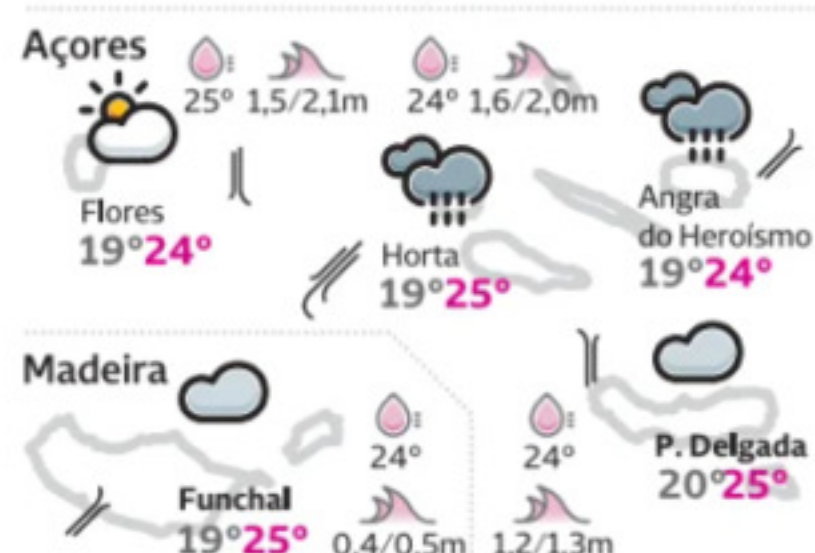 Açores
25° 1,5/2,1m
24° 1,6/2,0m
Flores
19°24°
Horta
19°25°
Angra
do Heroísmo
19°24°
Madeira
24°
0,4/0,5m
Funchal
19°25°
24°
1,2/1,3m
P. Delgada
20°25°